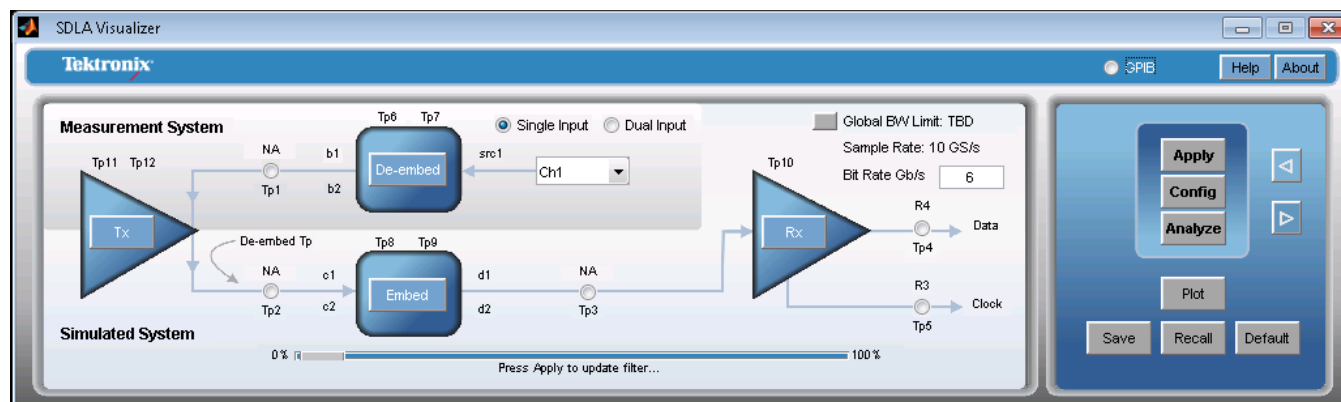 SDLA Visualizer
Tektronix
GPIB
Help
About
Measurement System
Tp6 Tp7
Single Input
Dual Input
Global BW Limit: TBD
Tp11 Tp12
NA
b1
De-embed
src1
Ch1
Tp10
Sample Rate: 10 GS/s
Bit Rate Gb/s
6
Tp1
b2
R4
Tx
De-embed Tp
Tp8 Tp9
Rx
Data
Tp4
NA
c1
Embed
d1
NA
R3
Tp2
c2
d2
Tp3
Clock
Tp5
Simulated System
0 %
100 %
Press Apply to update filter...
Apply
Config
Analyze
Plot
Save
Recall
Default